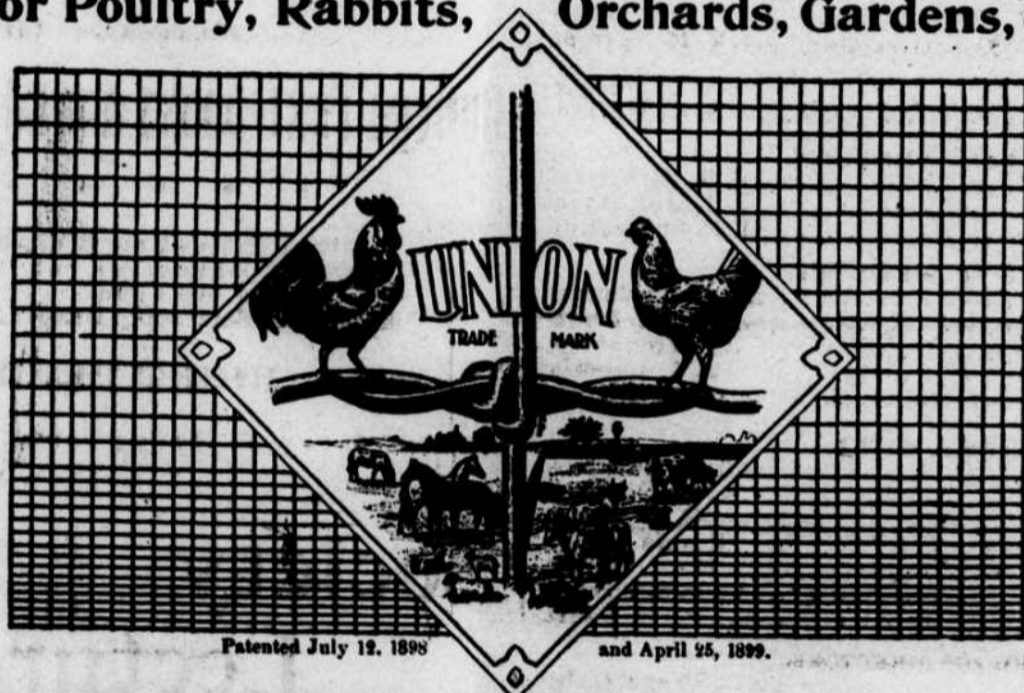 or Poultry, Rabbits, Orchards, Gardens,
UNION
TRADE MARK
Patented July 12, 1898 and April 25, 1899.